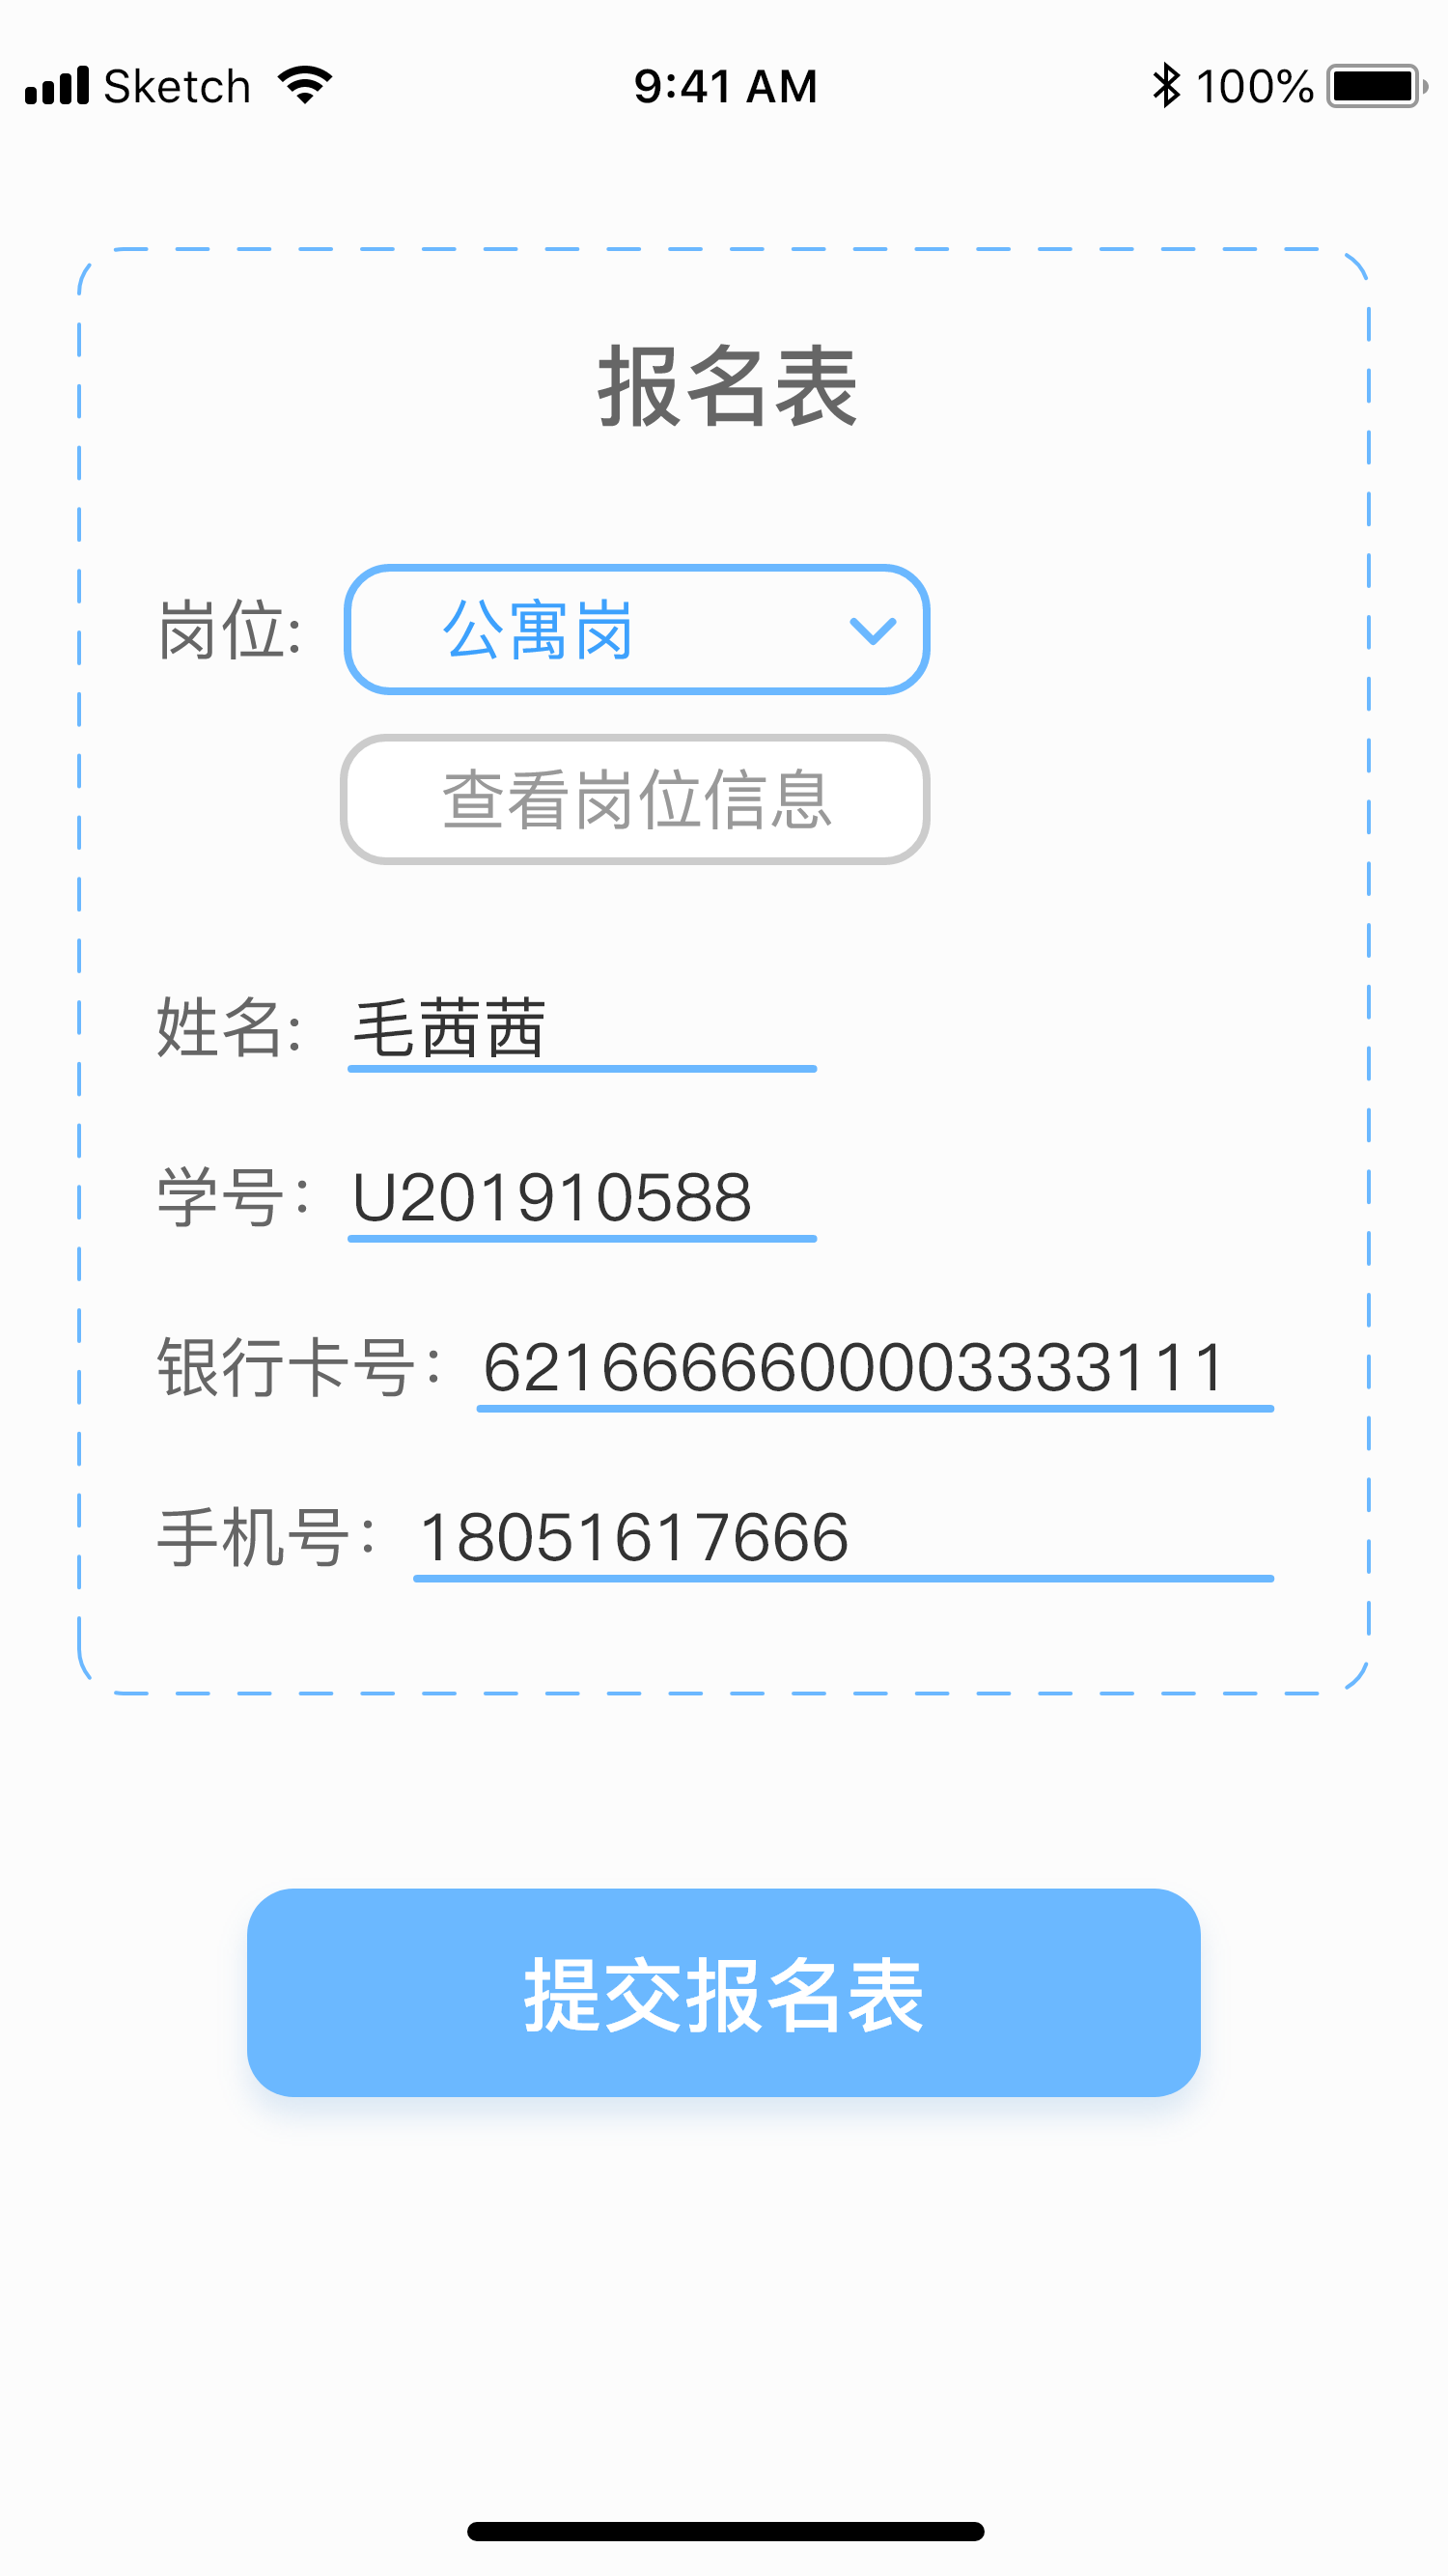 Sketch 9:41 AM 100%
报名表
岗位: 公寓岗
查看岗位信息
姓名: 毛茜茜
学号: U201910588
银行卡号: 6216666600003333111
手机号: 18051617666
提交报名表